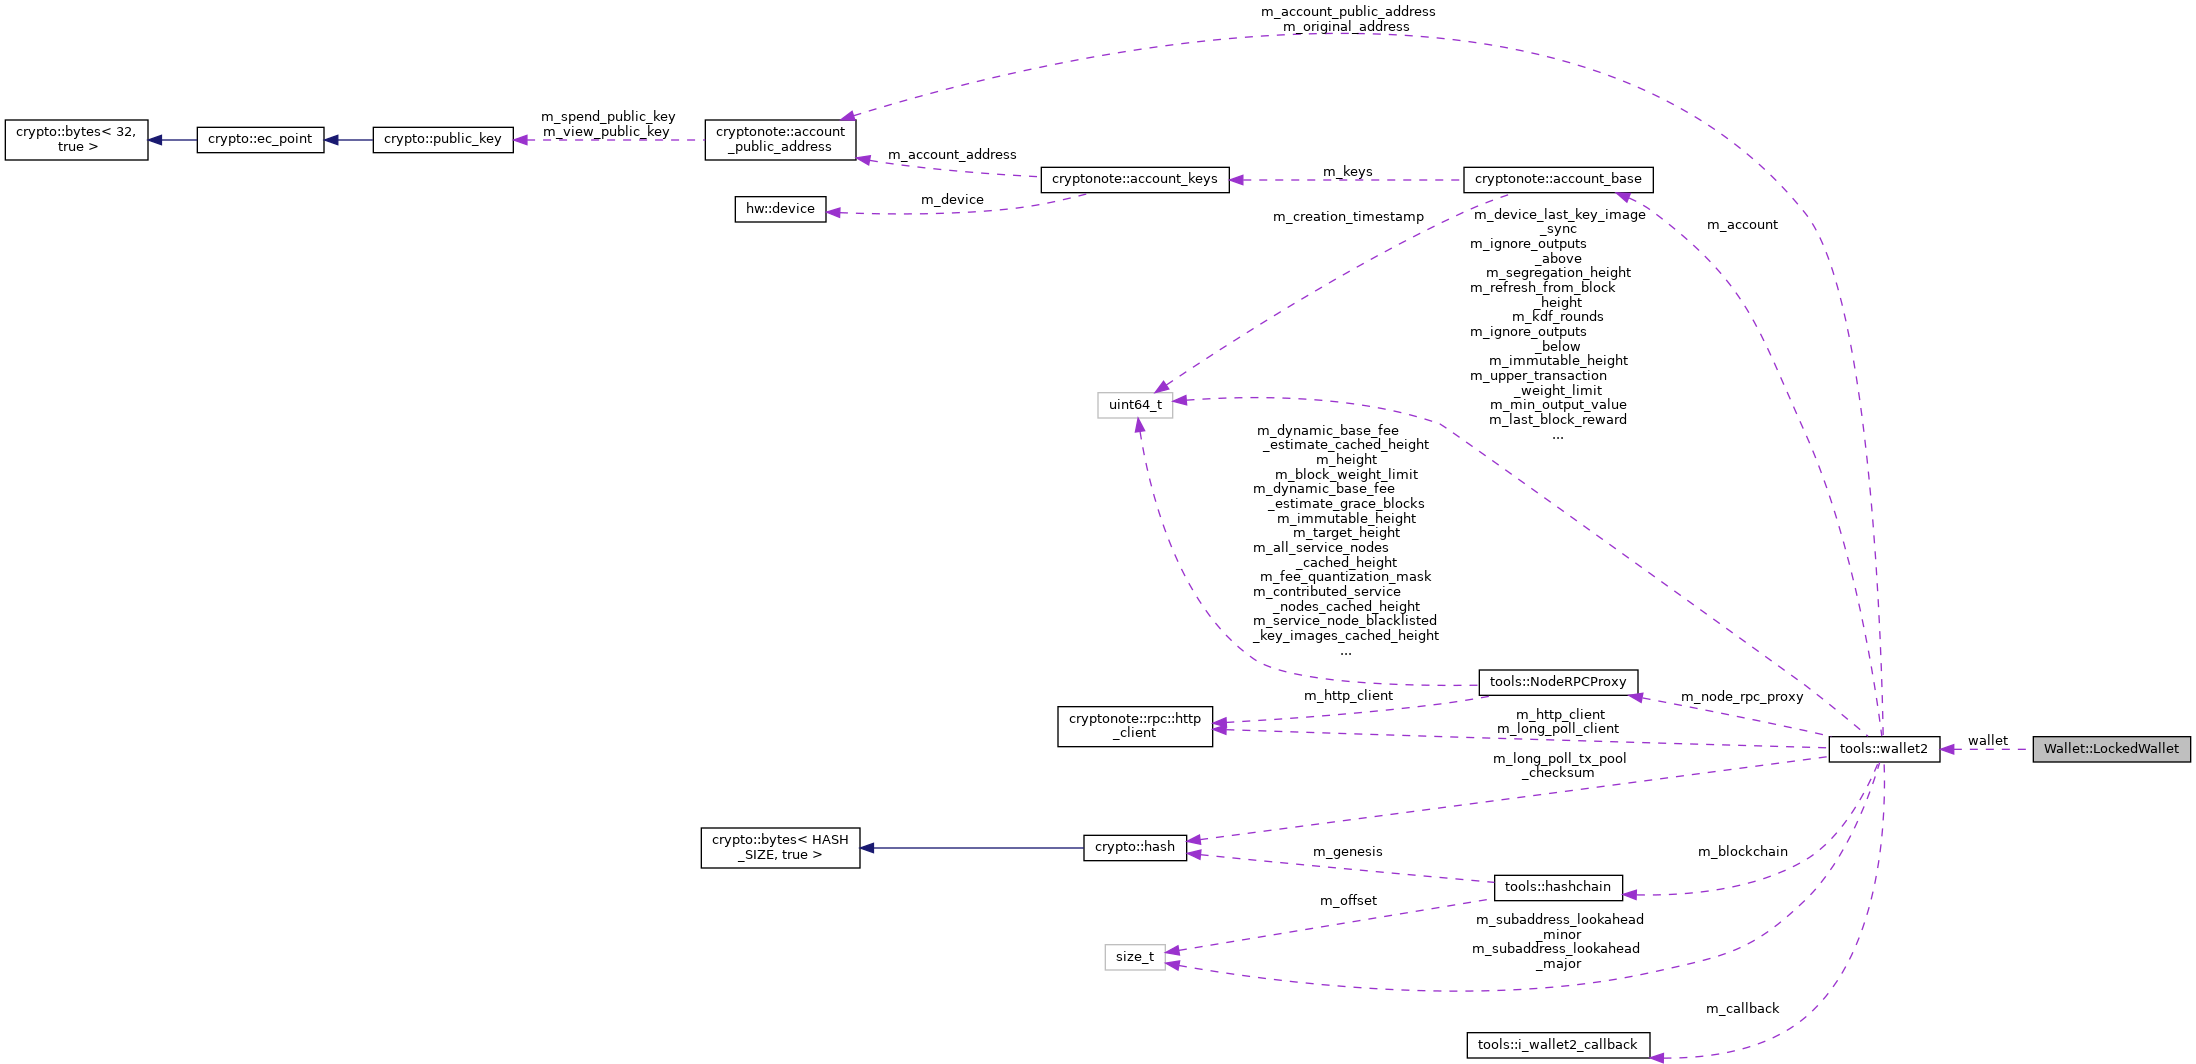 m_account_public_address
m_original_address
m_spend_public_key
m_view_public_key
crypto::bytes< 32,
true >
crypto::ec_point
crypto::public_key
cryptonote::account
_public_address
m_account_address
cryptonote::account_keys
m_keys
cryptonote::account_base
hw::device
m_device
m_creation_timestamp
m_account
m_device_last_key_image
_sync
m_ignore_outputs
_above
m_segregation_height
m_refresh_from_block
_height
m_kdf_rounds
m_ignore_outputs
_below
m_immutable_height
m_upper_transaction
_weight_limit
m_min_output_value
m_last_block_reward
...
uint64_t
m_dynamic_base_fee
_estimate_cached_height
m_height
m_block_weight_limit
m_dynamic_base_fee
_estimate_grace_blocks
m_immutable_height
m_target_height
m_all_service_nodes
_cached_height
m_fee_quantization_mask
m_contributed_service
_nodes_cached_height
m_service_node_blacklisted
_key_images_cached_height
...
tools::NodeRPCProxy
m_node_rpc_proxy
m_http_client
cryptonote::rpc::http
_client
m_http_client
m_long_poll_client
tools::wallet2
wallet
Wallet::LockedWallet
m_long_poll_tx_pool
_checksum
crypto::bytes< HASH
_SIZE, true >
crypto::hash
m_genesis
m_blockchain
tools::hashchain
m_offset
m_subaddress_lookahead
_minor
m_subaddress_lookahead
_major
size_t
m_callback
tools::i_wallet2_callback